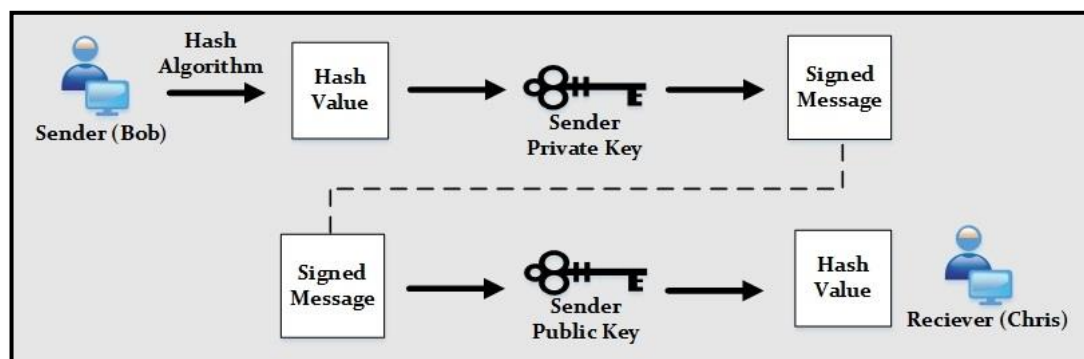 Hash
Algorithm
Sender (Bob)
Hash
Value
Sender
Private Key
Signed
Message
Signed
Message
Sender
Public Key
Hash
Value
Reciever (Chris)